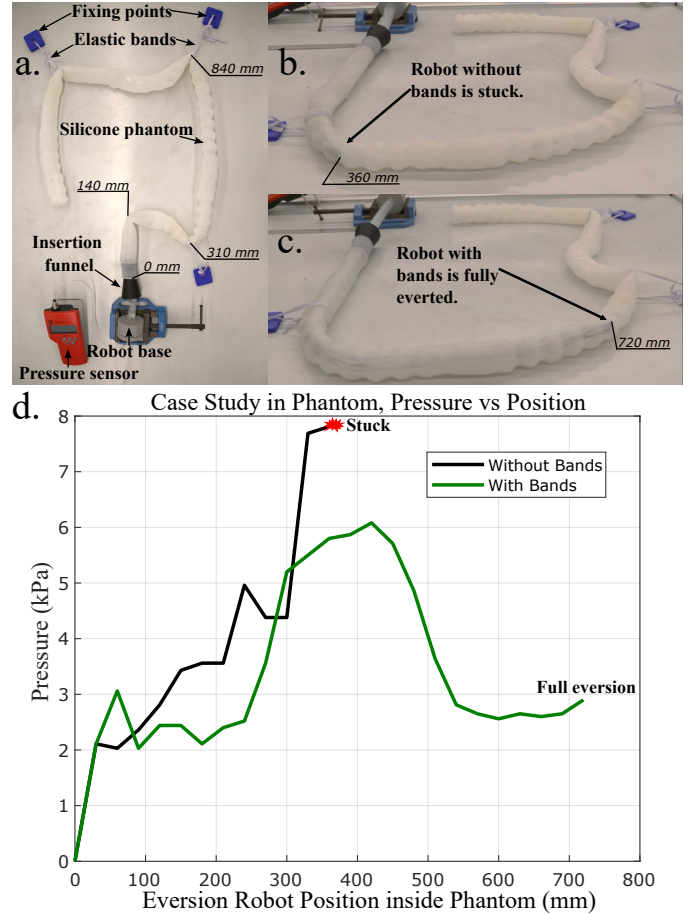 a.
Fixing points
Elastic bands
840 mm
Silicone phantom
140 mm
310 mm
Insertion
funnel
0 mm
Robot base
Pressure sensor
b.
Robot without
bands is stuck.
360 mm
c.
Robot with
bands is fully
everted.
720 mm
d.
Case Study in Phantom, Pressure vs Position
8
7
6
5
4
3
2
1
0
Pressure (kPa)
Stuck
Without Bands
With Bands
Full eversion
0 100 200 300 400 500 600 700 800
Eversion Robot Position inside Phantom (mm)